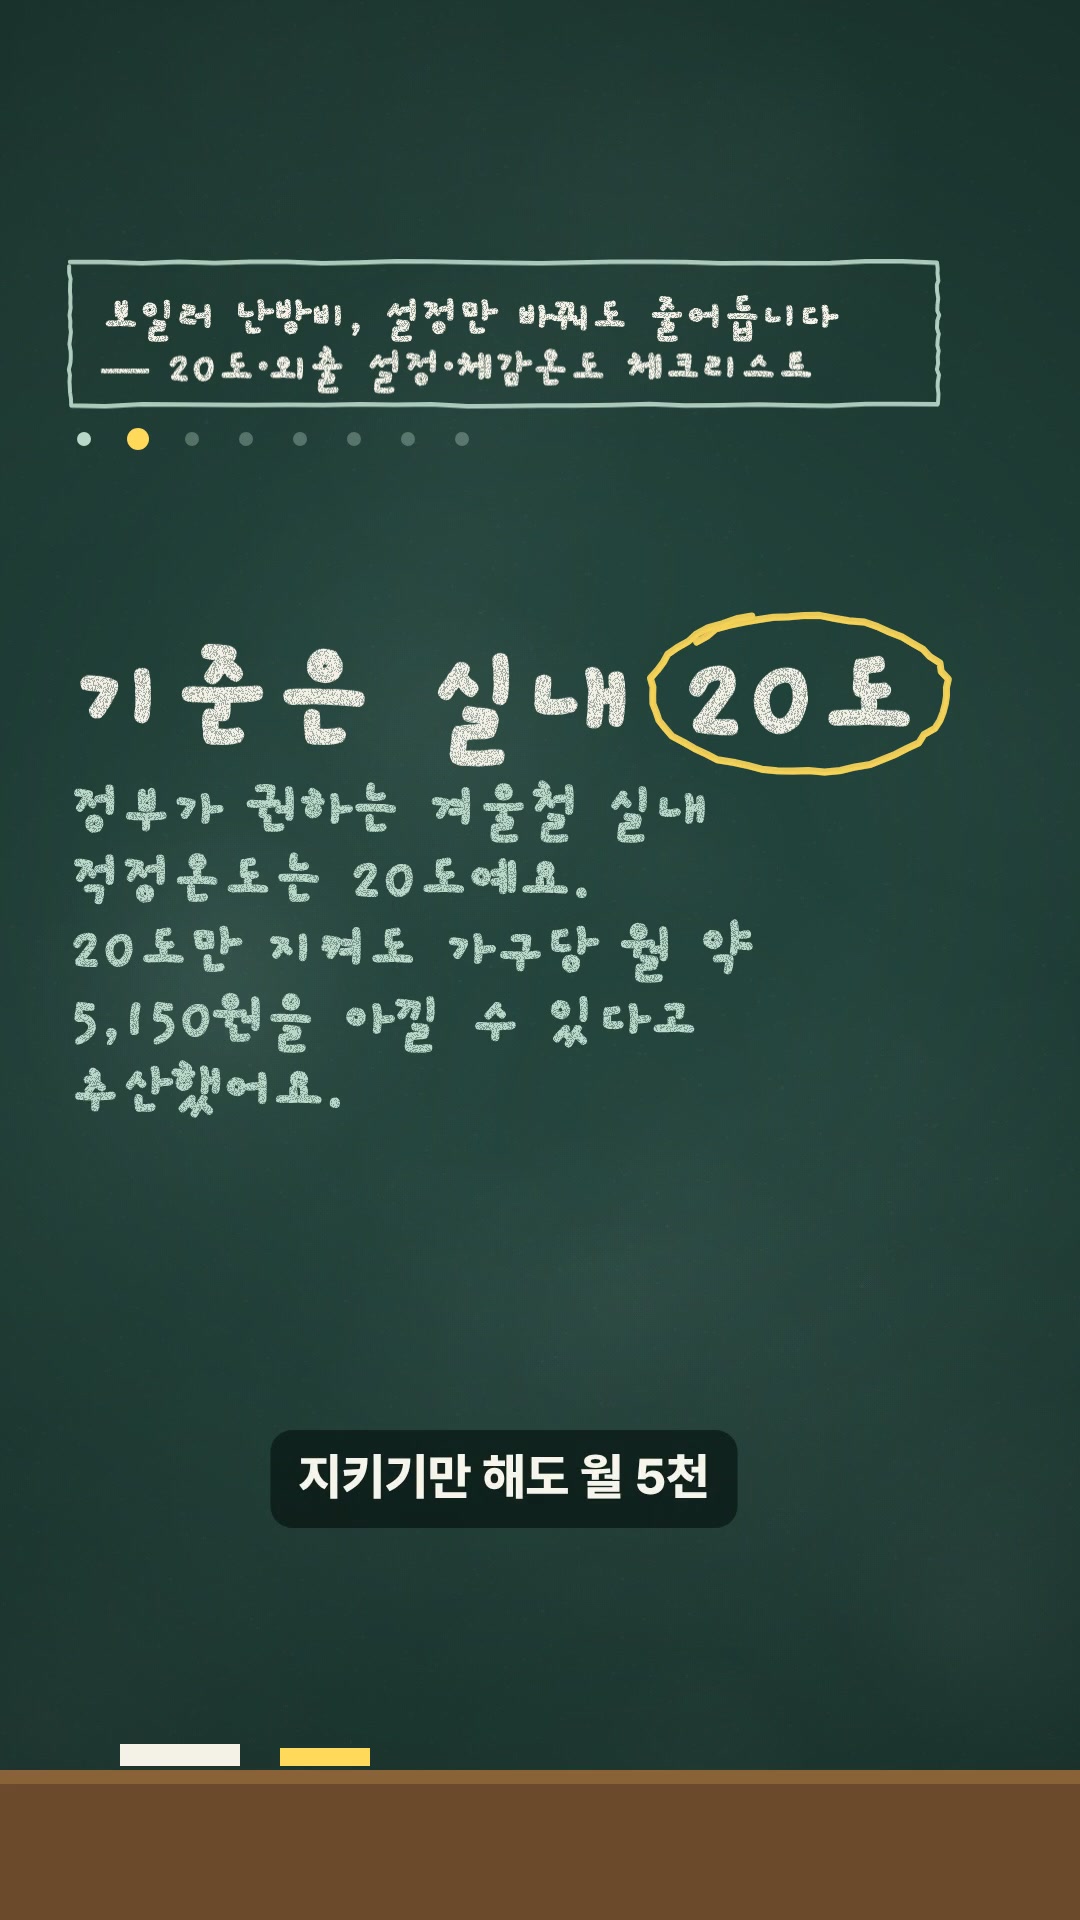 보일러 난방비, 설정만 바꿔도 줄어듭니다
— 20도·외출 설정·체감온도 체크리스트
기준은 실내 20도
정부가 권하는 겨울철 실내
적정온도는 20도예요.
20도만 지켜도 가구당 월 약
5,150원을 아낄 수 있다고
추산했어요.
지키기만 해도 월 5천